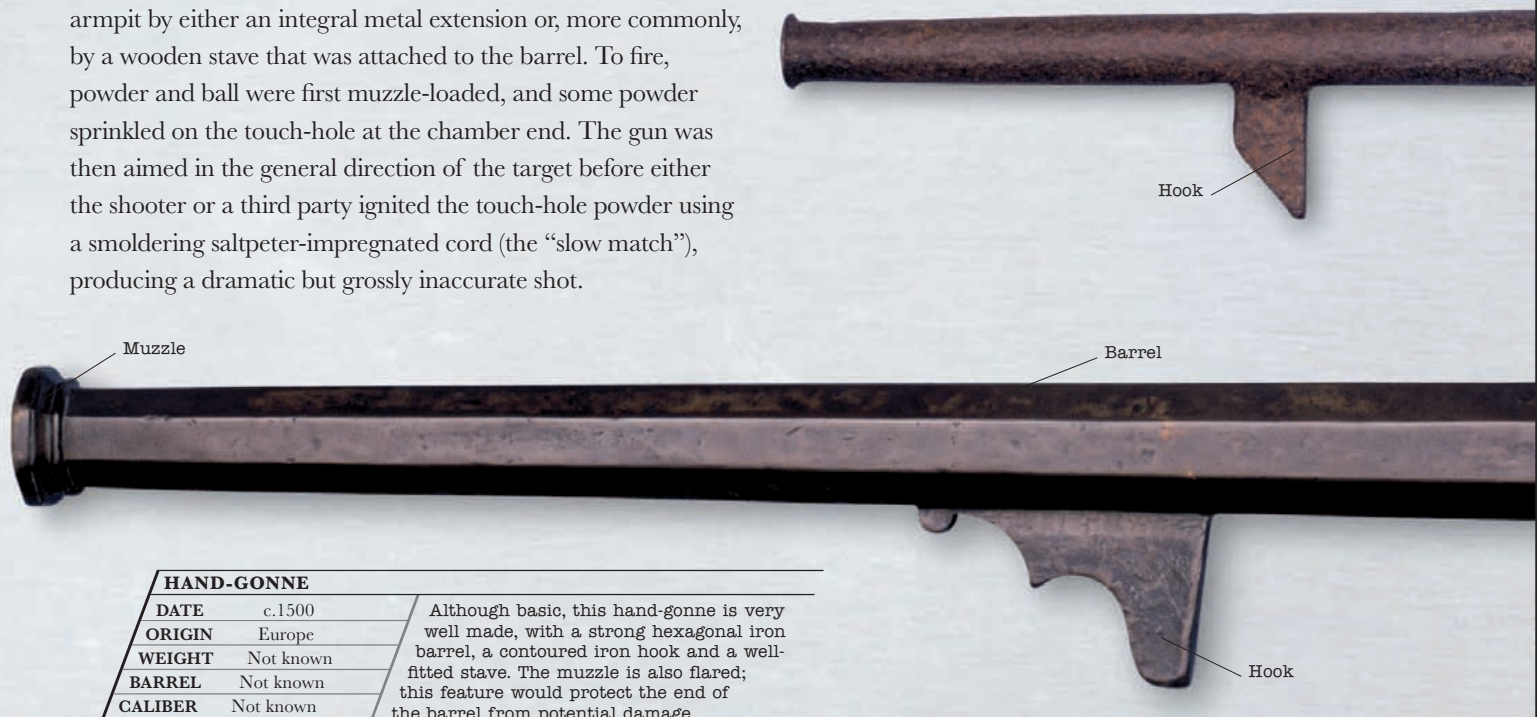 armpit by either an integral metal extension or, more commonly,
by a wooden stave that was attached to the barrel. To fire,
powder and ball were first muzzle-loaded, and some powder
sprinkled on the touch-hole at the chamber end. The gun was
then aimed in the general direction of the target before either
the shooter or a third party ignited the touch-hole powder using
a smoldering saltpeter-impregnated cord (the “slow match”),
producing a dramatic but grossly inaccurate shot.
Hook
Muzzle
Barrel
Hook
HAND-GONNE
DATE c.1500
ORIGIN Europe
WEIGHT Not known
BARREL Not known
CALIBER Not known
Although basic, this hand-gonne is very
well made, with a strong hexagonal iron
barrel, a contoured iron hook and a well-
fitted stave. The muzzle is also flared;
this feature would protect the end of
the barrel from potential damage